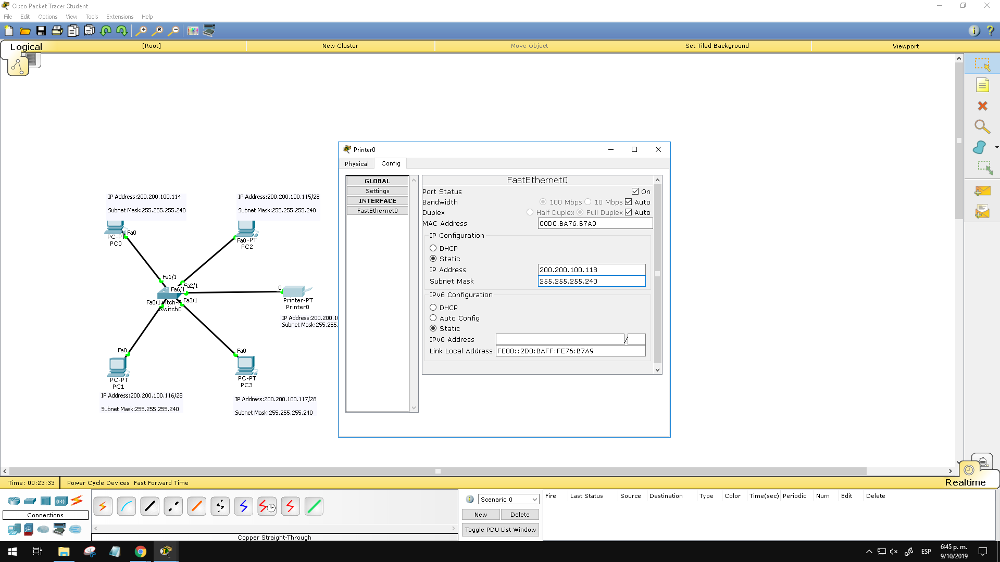 Cisco Packet Tracer Student
File Edit Options View Tools Extensions Help
Logical [Root] New Cluster Move Object Set Tiled Background Viewport
Printer0
Physical Config
GLOBAL
Settings
INTERFACE
FastEthernet0
FastEthernet0
Port Status On
Bandwidth 100 Mbps 10 Mbps Auto
Duplex Half Duplex Full Duplex Auto
MAC Address 00D0.BA76.B7A9
IP Configuration
DHCP
Static
IP Address 200.200.100.118
Subnet Mask 255.255.255.240
IPv6 Configuration
DHCP
Auto Config
Static
IPv6 Address /
Link Local Address: FE80::2D0:BAFF:FE76:B7A9
IP Address:200.200.100.114
Subnet Mask:255.255.255.240
Fa0
PC-PT
PC0
IP Address:200.200.100.115/28
Subnet Mask:255.255.255.240
Fa0 -PT
PC2
Fa1/1
Fa2/1
Fa6/1
Fa3/1
Fa0/1
Switch0
0
Printer-PT
Printer0
IP Address:200.200.10
Subnet Mask:255.255.
Fa0
PC-PT
PC1
IP Address:200.200.100.116/28
Subnet Mask:255.255.255.240
Fa0
PC-PT
PC3
IP Address:200.200.100.117/28
Subnet Mask:255.255.255.240
Time: 00:23:33 Power Cycle Devices Fast Forward Time Realtime
Connections
Copper Straight-Through
Scenario 0
New Delete
Toggle PDU List Window
Fire Last Status Source Destination Type Color Time(sec) Periodic Num Edit Delete
ESP
6:45 p. m.
9/10/2019